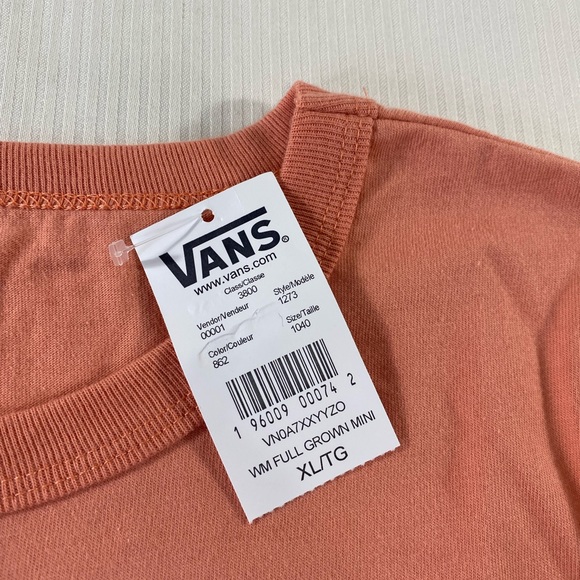 VANS®
www.vans.com
Class/Classe
3800
Vendor/Vendeur Style/Modèle
00001 1273
Color/Couleur Size/Taille
862 1040
1 96009 00074 2
VN0A7XXYYZO
WM FULL GROWN MINI
XL/TG